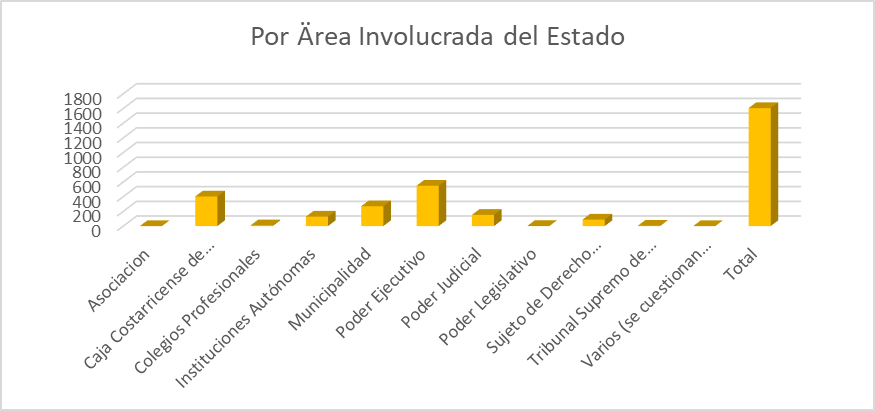 Por Ärea Involucrada del Estado
1800
1600
1400
1200
1000
800
600
400
200
0
Asociacion
Caja Costarricense de...
Colegios Profesionales
Instituciones Autónomas
Municipalidad
Poder Ejecutivo
Poder Judicial
Poder Legislativo
Sujeto de Derecho...
Tribunal Supremo de...
Varios (se cuestionan...
Total